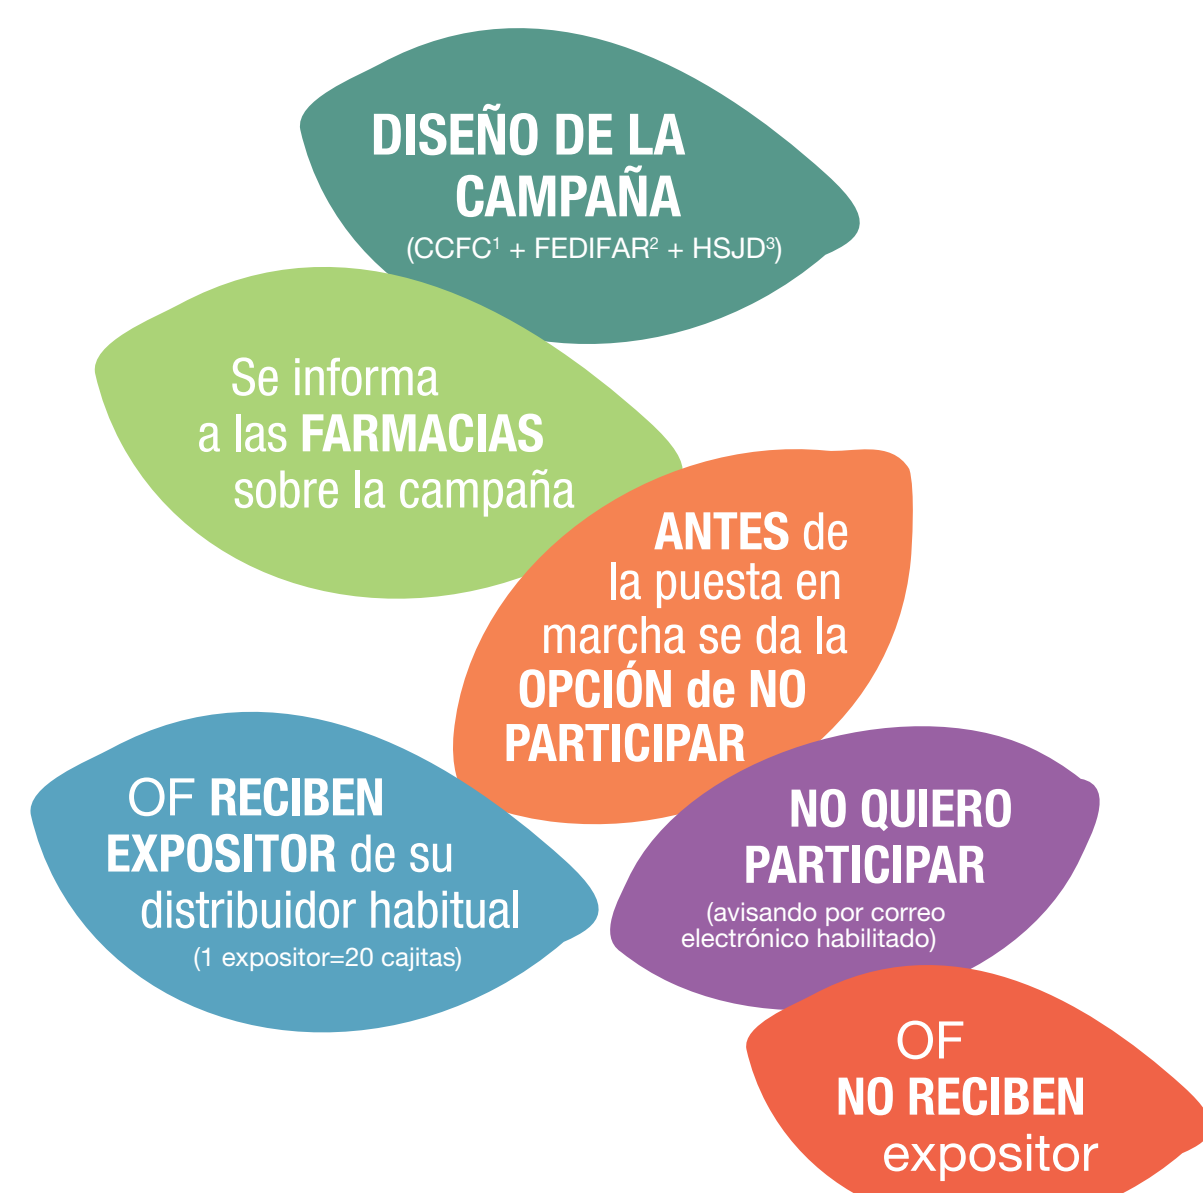 DISEÑO DE LA
CAMPAÑA
(CCFC¹ + FEDIFAR² + HSJD³)
Se informa
a las FARMACIAS
sobre la campaña
ANTES de
la puesta en
marcha se da la
OPCIÓN de NO
PARTICIPAR
OF RECIBEN
EXPOSITOR de su
distribuidor habitual
(1 expositor=20 cajitas)
NO QUIERO
PARTICIPAR
(avisando por correo
electrónico habilitado)
OF
NO RECIBEN
expositor